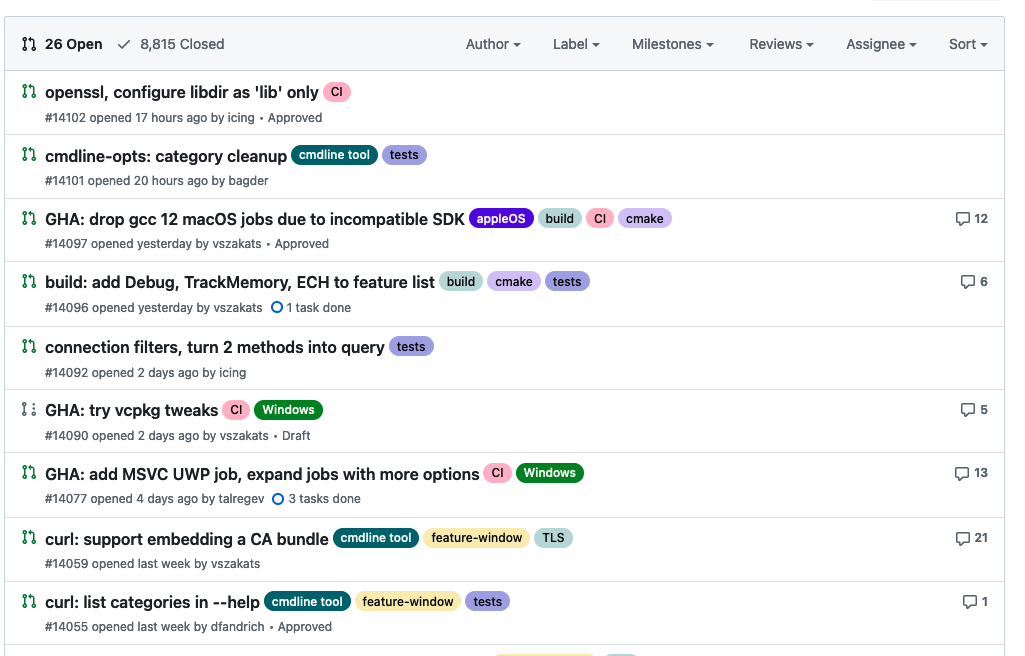 26 Open 8,815 Closed Author Label Milestones Reviews Assignee Sort
openssl, configure libdir as 'lib' only CI
#14102 opened 17 hours ago by icing • Approved
cmdline-opts: category cleanup cmdline tool tests
#14101 opened 20 hours ago by bagder
GHA: drop gcc 12 macOS jobs due to incompatible SDK appleOS build CI cmake 12
#14097 opened yesterday by vszakats • Approved
build: add Debug, TrackMemory, ECH to feature list build cmake tests 6
#14096 opened yesterday by vszakats 1 task done
connection filters, turn 2 methods into query tests
#14092 opened 2 days ago by icing
GHA: try vcpkg tweaks CI Windows 5
#14090 opened 2 days ago by vszakats • Draft
GHA: add MSVC UWP job, expand jobs with more options CI Windows 13
#14077 opened 4 days ago by talregev 3 tasks done
curl: support embedding a CA bundle cmdline tool feature-window TLS 21
#14059 opened last week by vszakats
curl: list categories in --help cmdline tool feature-window tests 1
#14055 opened last week by dfandrich • Approved